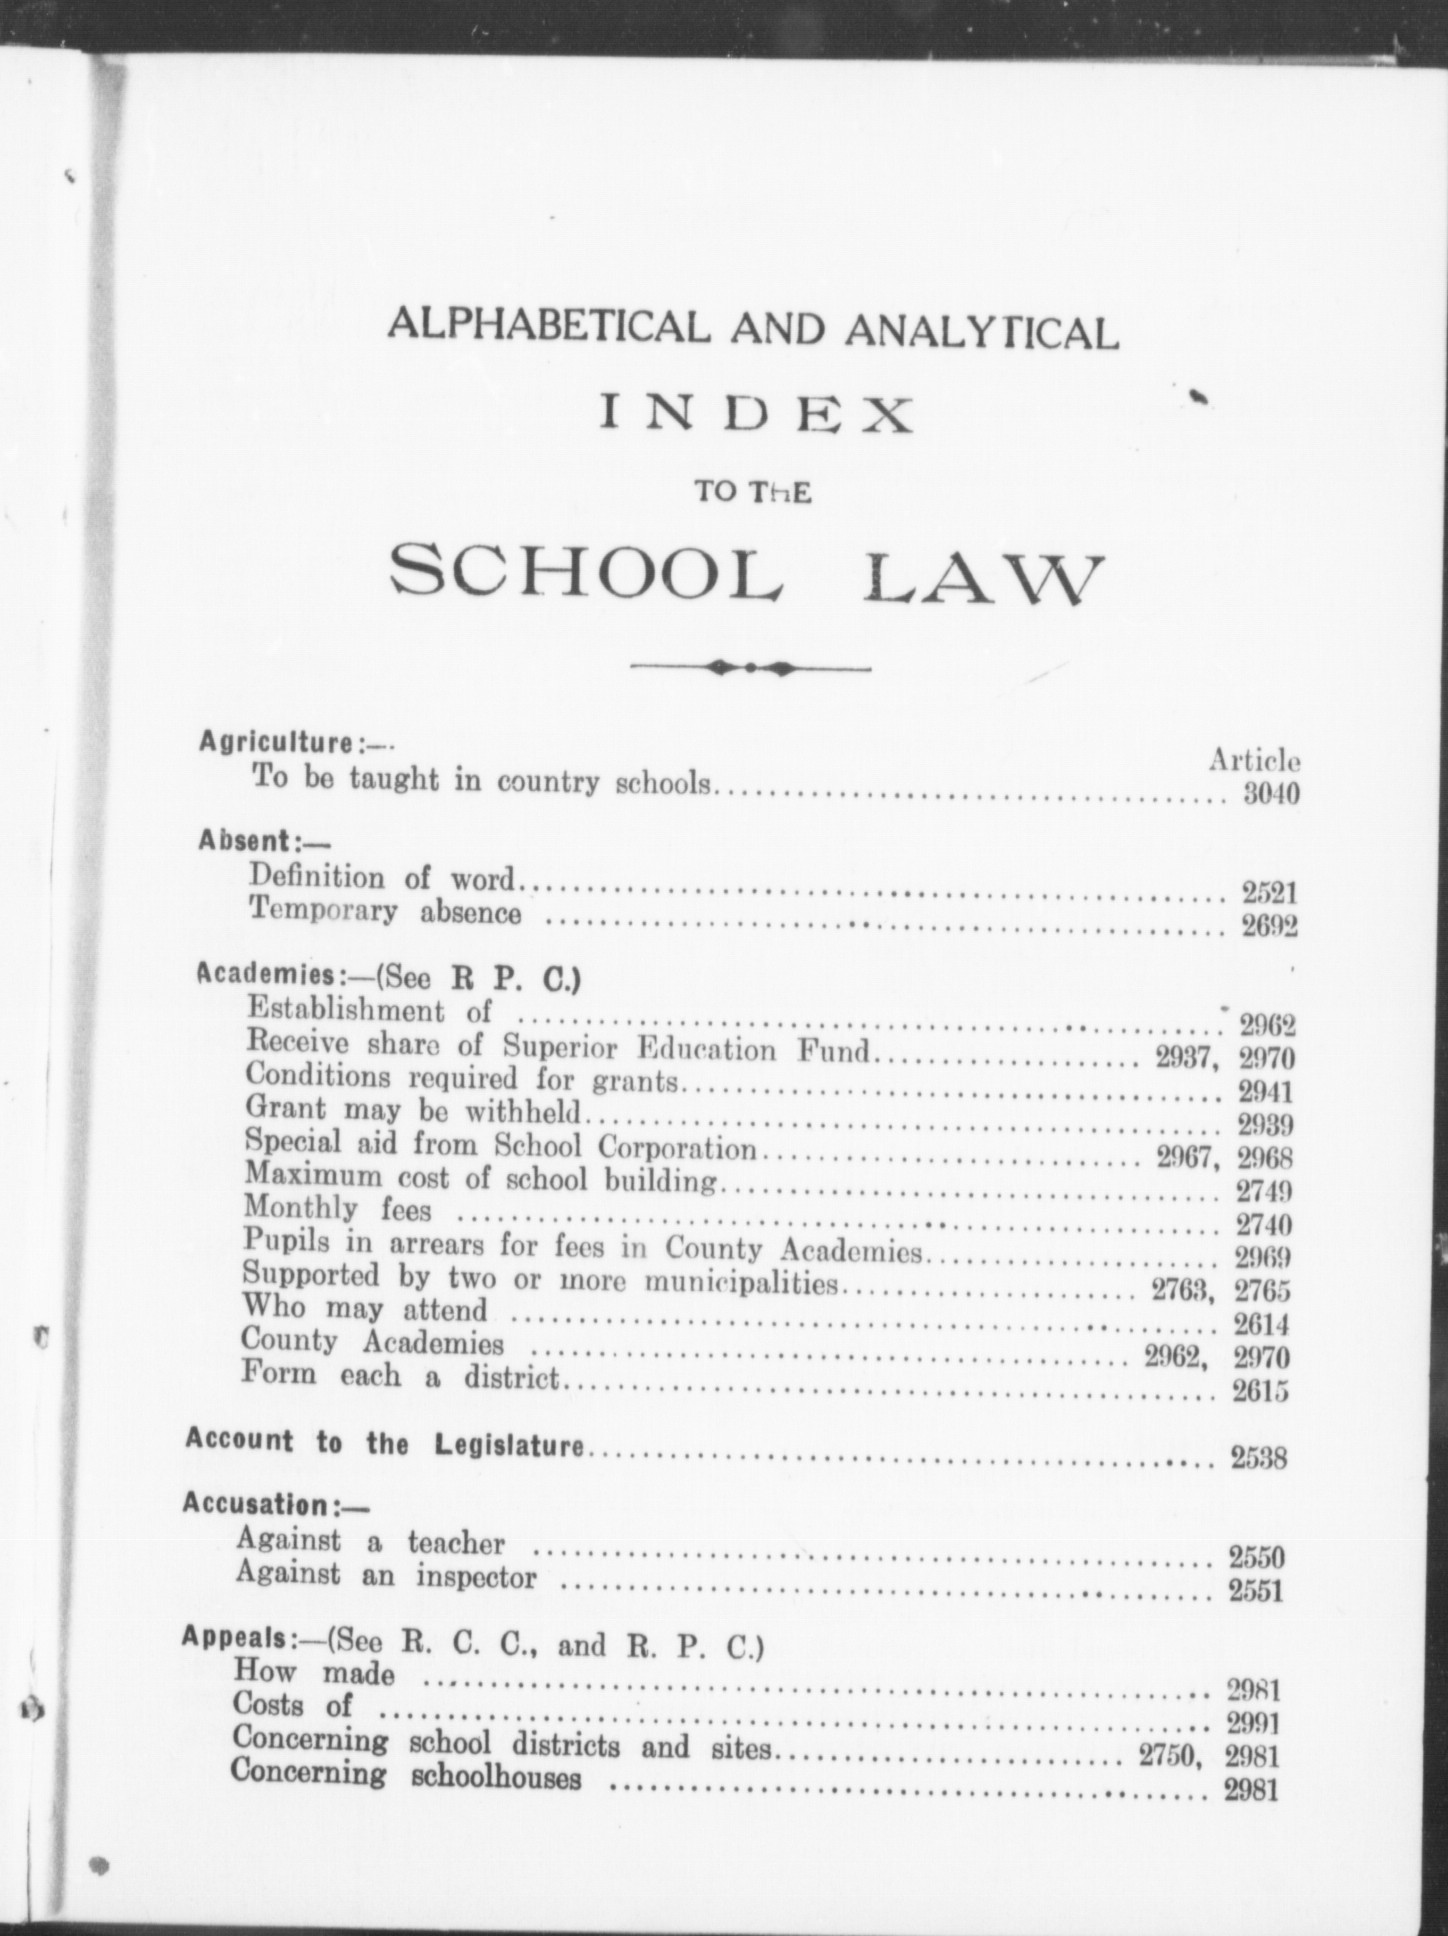 ALPHABETICAL AND ANALYTICAL
INDEX
TO THE
SCHOOL LAW
Agriculture:—
Article
To be taught in country schools........................................ 3040
Absent:—
Definition of word........................................ 2521
Temporary absence ........................................ 2692
Academies:—(See R P. C.)
Establishment of ........................................ 2962
Receive share of Superior Education Fund.................... 2937, 2970
Conditions required for grants........................................ 2941
Grant may be withheld........................................ 2939
Special aid from School Corporation............................ 2967, 2968
Maximum cost of school building........................................ 2749
Monthly fees ........................................ 2740
Pupils in arrears for fees in County Academies...................... 2969
Supported by two or more municipalities...................... 2763, 2765
Who may attend ........................................ 2614
County Academies ........................................ 2962, 2970
Form each a district........................................ 2615
Account to the Legislature........................................ 2538
Accusation:—
Against a teacher ........................................ 2550
Against an inspector ........................................ 2551
Appeals:—(See R. C. C., and R. P. C.)
How made ........................................ 2981
Costs of ........................................ 2991
Concerning school districts and sites.......................... 2750, 2981
Concerning schoolhouses ........................................ 2981